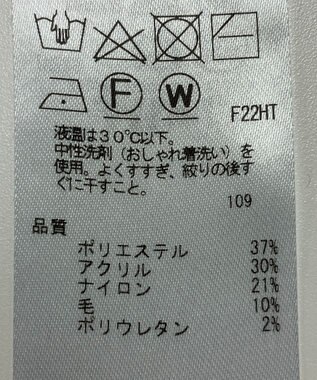 F W F22HT
液温は30℃以下。
中性洗剤（おしゃれ着洗い）を
使用。よくすすぎ、絞りの後す
ぐに干すこと。
109
品質
ポリエステル 37%
アクリル 30%
ナイロン 21%
毛 10%
ポリウレタン 2%